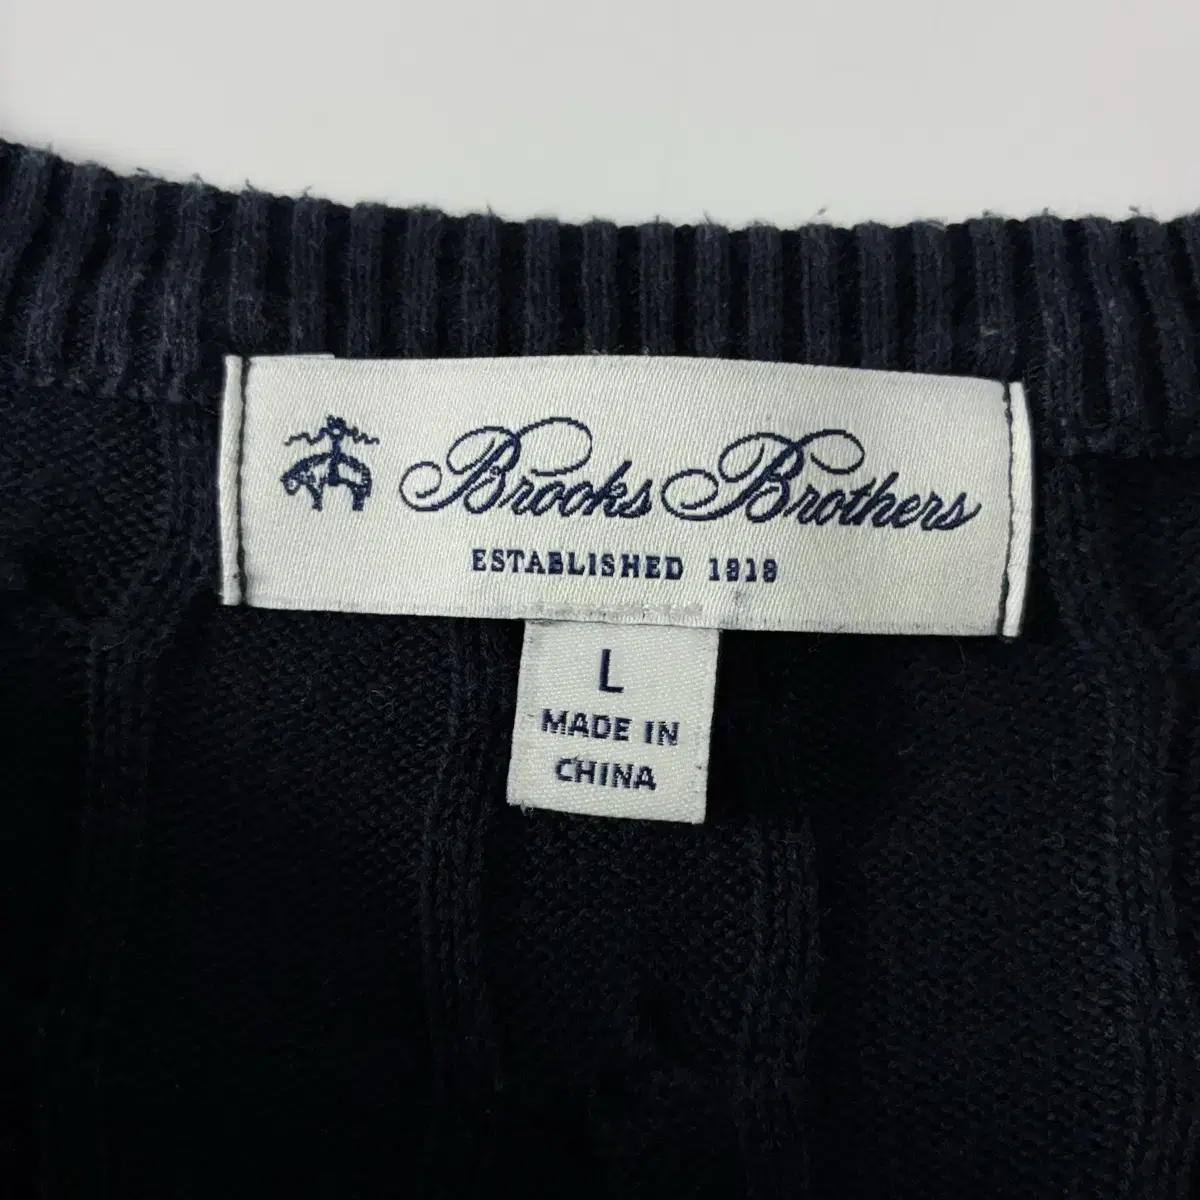 Brooks Brothers
ESTABLISHED 1818
L
MADE IN
CHINA